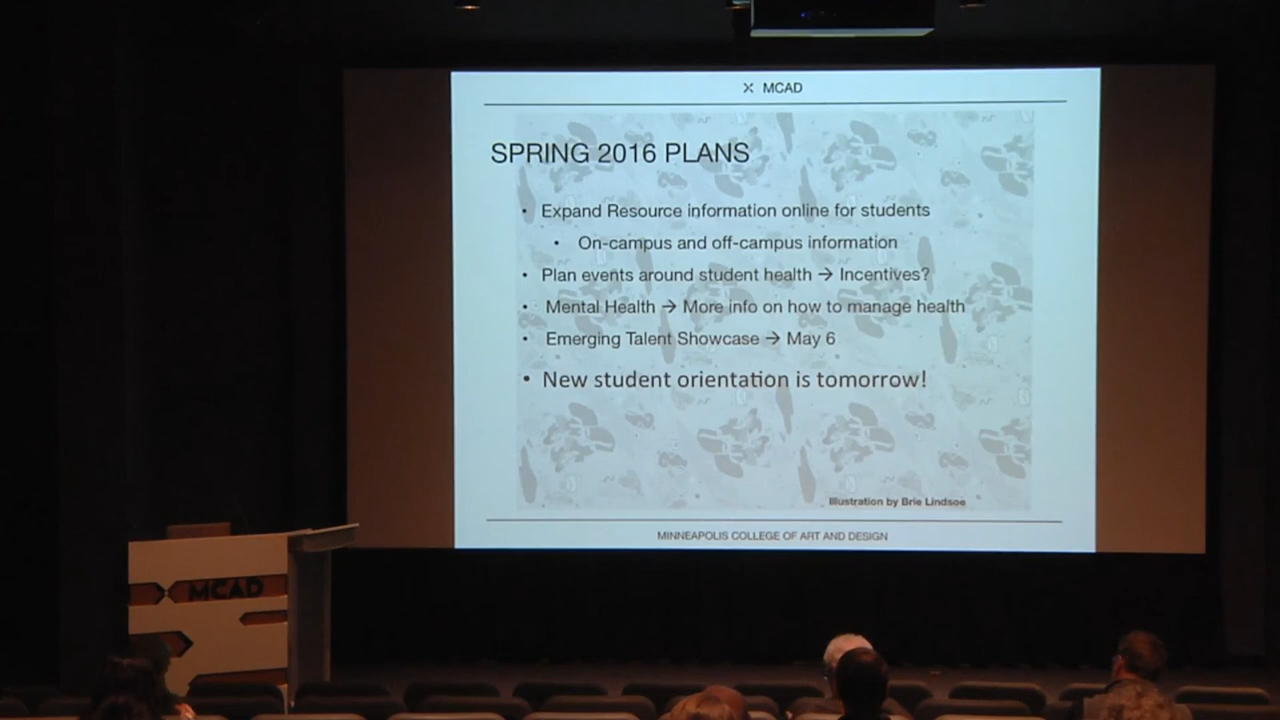 MCAD
SPRING 2016 PLANS
• Expand Resource information online for students
• On-campus and off-campus information
• Plan events around student health → Incentives?
• Mental Health → More info on how to manage health
• Emerging Talent Showcase → May 6
• New student orientation is tomorrow!
Illustration by Brie Lindsoe
MINNEAPOLIS COLLEGE OF ART AND DESIGN
MCAD